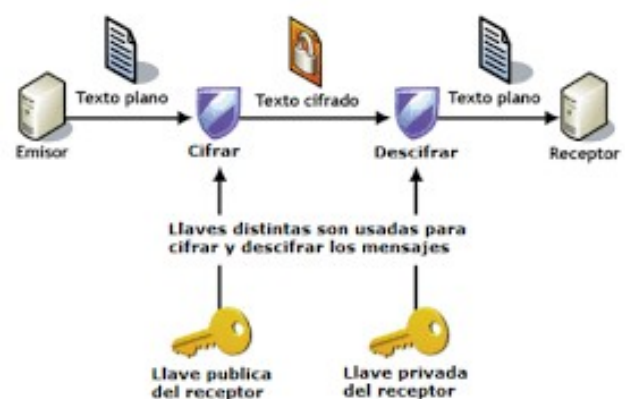 Texto plano
Texto cifrado
Texto plano
Emisor
Cifrar
Descifrar
Receptor
Llaves distintas son usadas para
cifrar y descifrar los mensajes
Llave publica
del receptor
Llave privada
del receptor